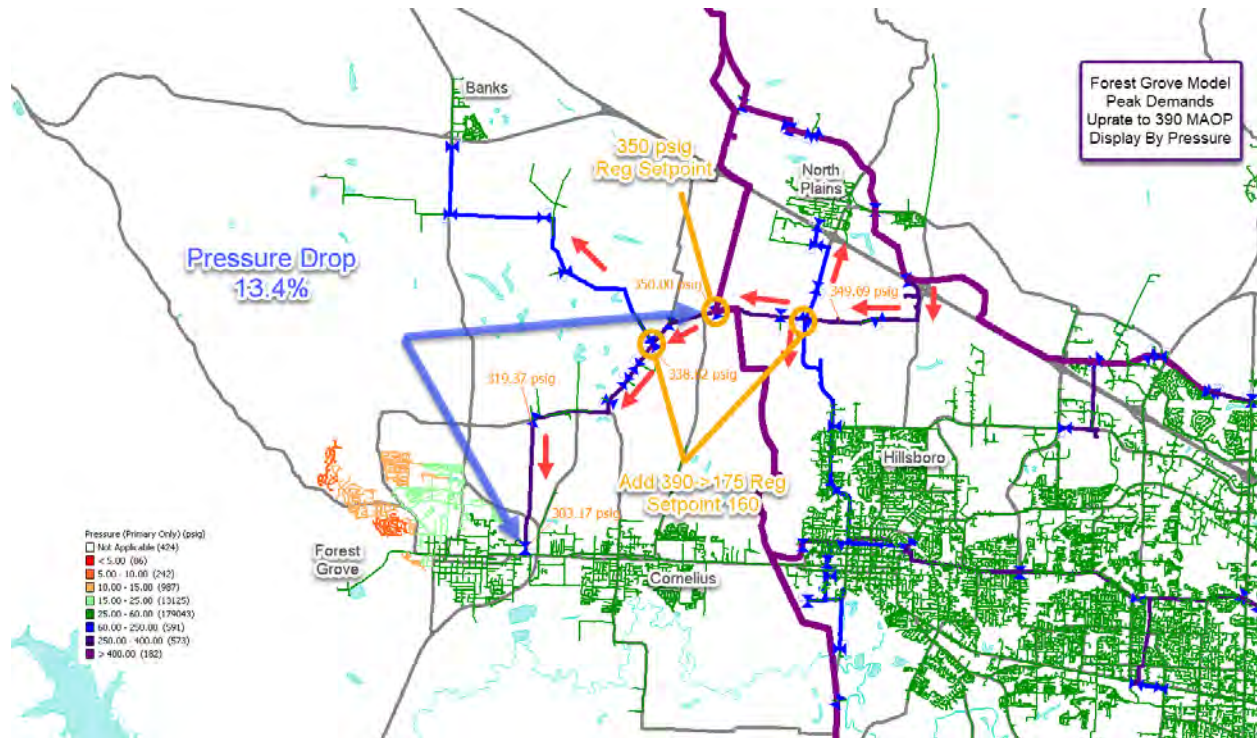 Banks
350 psig
Reg Setpoint
North
Plains
Forest Grove Model
Peak Demands
Uprate to 390 MAOP
Display By Pressure
Pressure Drop
13.4%
350.00 psig
349.69 psig
319.37 psig
338.12 psig
Hillsboro
Add 390->175 Reg
Setpoint 160
303.17 psig
Forest
Grove
Cornelius
Pressure (Primary Only) (psig)
Not Applicable (424)
< 5.00 (86)
5.00 - 10.00 (242)
10.00 - 15.00 (987)
15.00 - 25.00 (13125)
25.00 - 60.00 (179043)
60.00 - 250.00 (591)
250.00 - 400.00 (573)
> 400.00 (182)